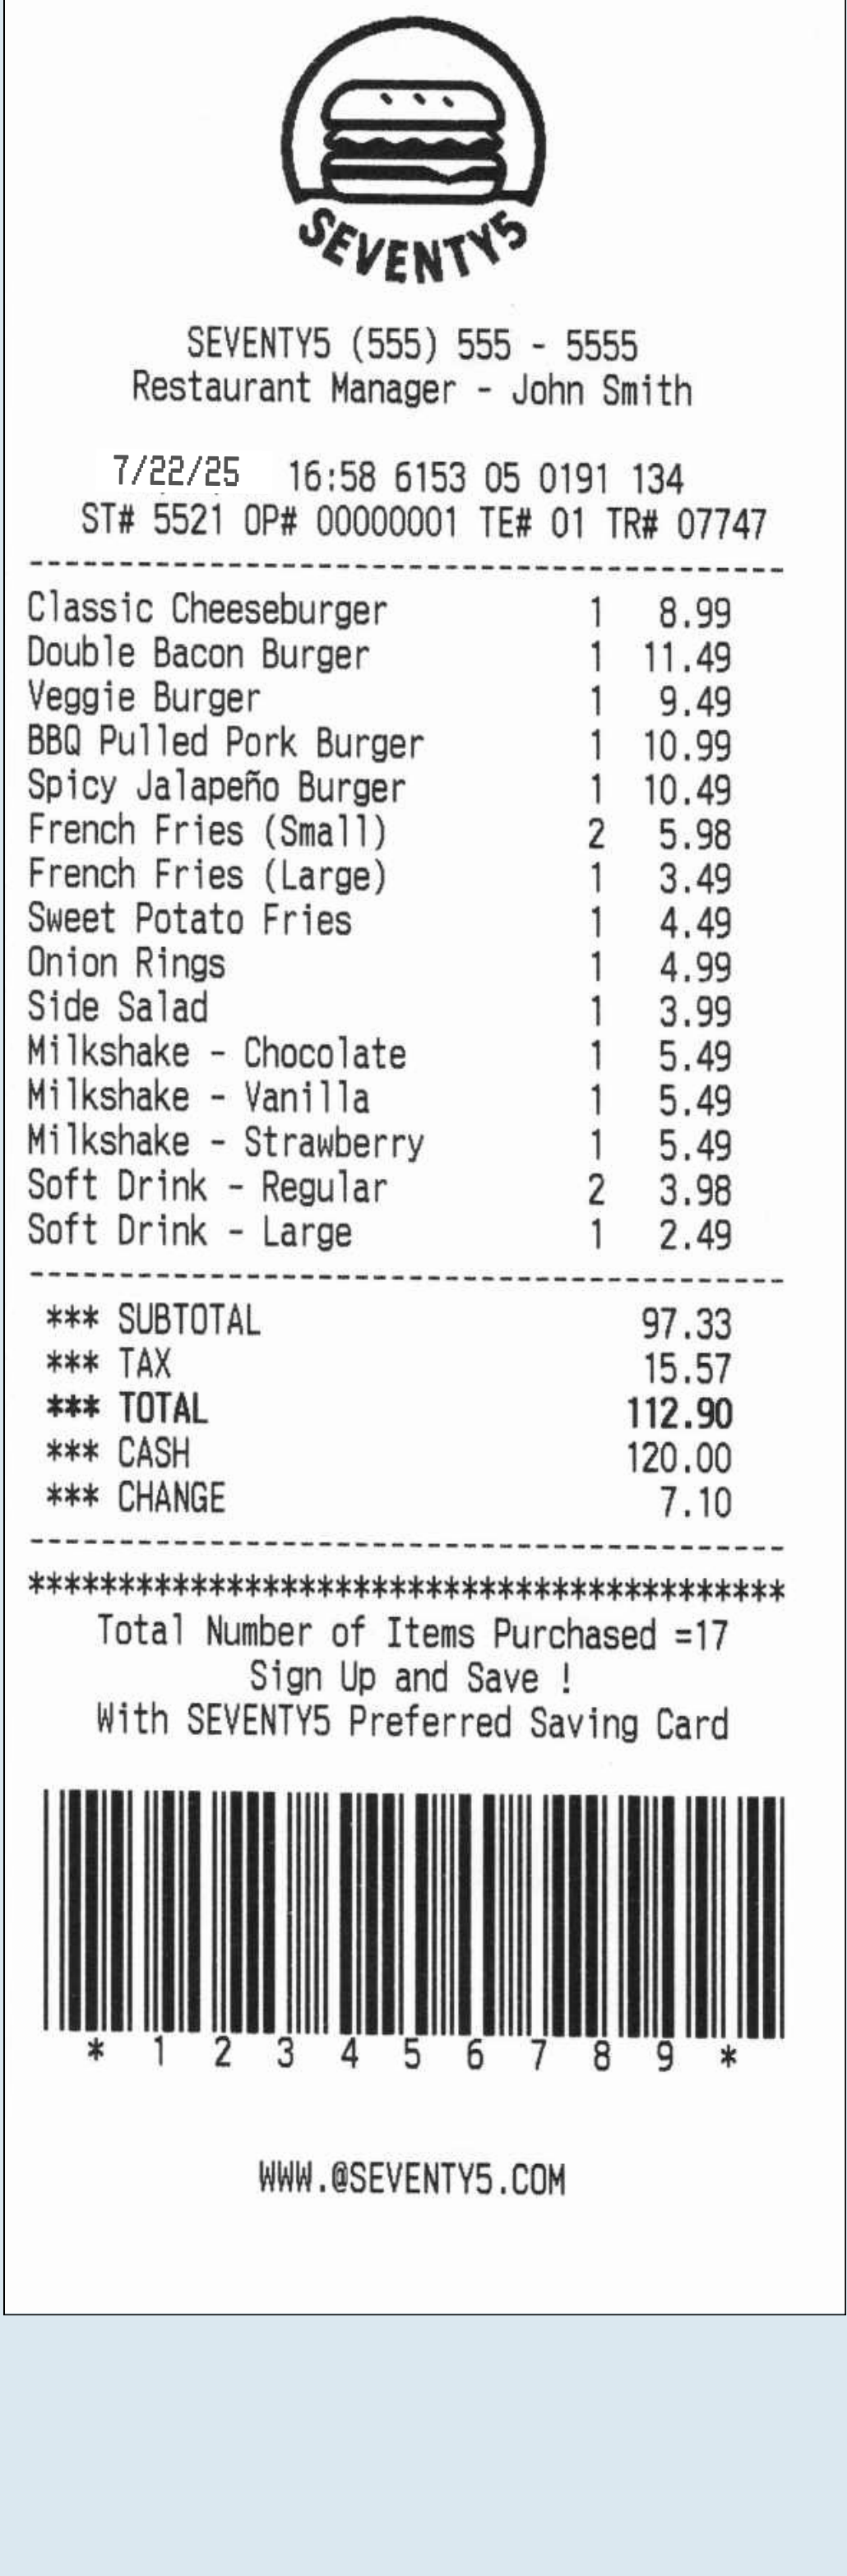 SEVENTY5
SEVENTY5 (555) 555 - 5555
Restaurant Manager - John Smith
7/22/25 16:58 6153 05 0191 134
ST# 5521 OP# 00000001 TE# 01 TR# 07747
-----------------------------------------
Classic Cheeseburger 1 8.99
Double Bacon Burger 1 11.49
Veggie Burger 1 9.49
BBQ Pulled Pork Burger 1 10.99
Spicy Jalapeño Burger 1 10.49
French Fries (Small) 2 5.98
French Fries (Large) 1 3.49
Sweet Potato Fries 1 4.49
Onion Rings 1 4.99
Side Salad 1 3.99
Milkshake - Chocolate 1 5.49
Milkshake - Vanilla 1 5.49
Milkshake - Strawberry 1 5.49
Soft Drink - Regular 2 3.98
Soft Drink - Large 1 2.49
-----------------------------------------
*** SUBTOTAL 97.33
*** TAX 15.57
*** TOTAL 112.90
*** CASH 120.00
*** CHANGE 7.10
-----------------------------------------
******************************************
Total Number of Items Purchased =17
Sign Up and Save !
With SEVENTY5 Preferred Saving Card
* 1 2 3 4 5 6 7 8 9 *
WWW.@SEVENTY5.COM